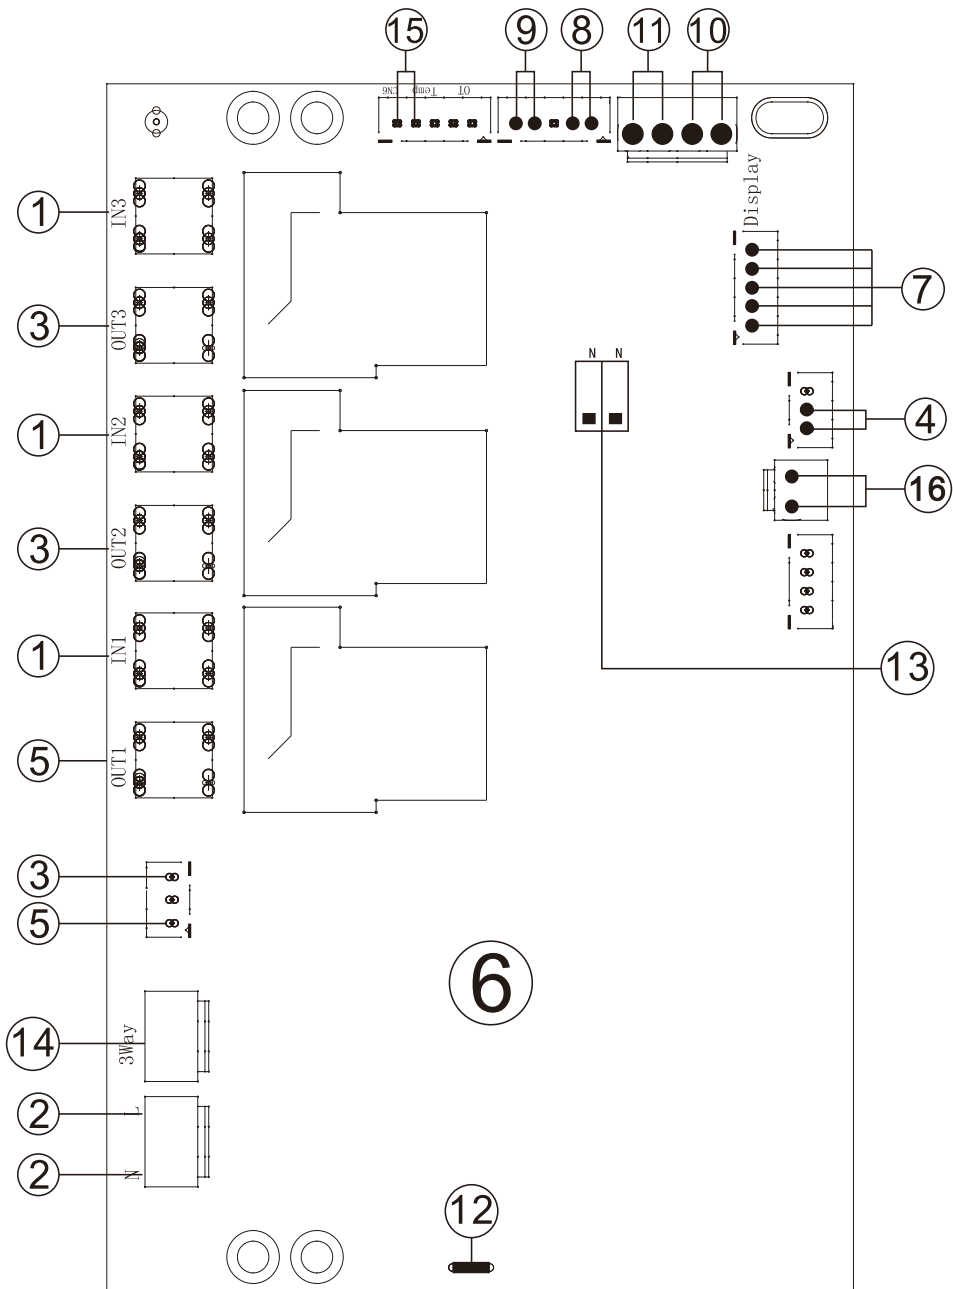 15 9 8 11 10
CN6 Temp OT
Display
1 IN3
7
3 OUT3
N N
4
1 IN2
16
3 OUT2
1 IN1
13
5 OUT1
3
5
6
14 3Way
2 L
2 N
12